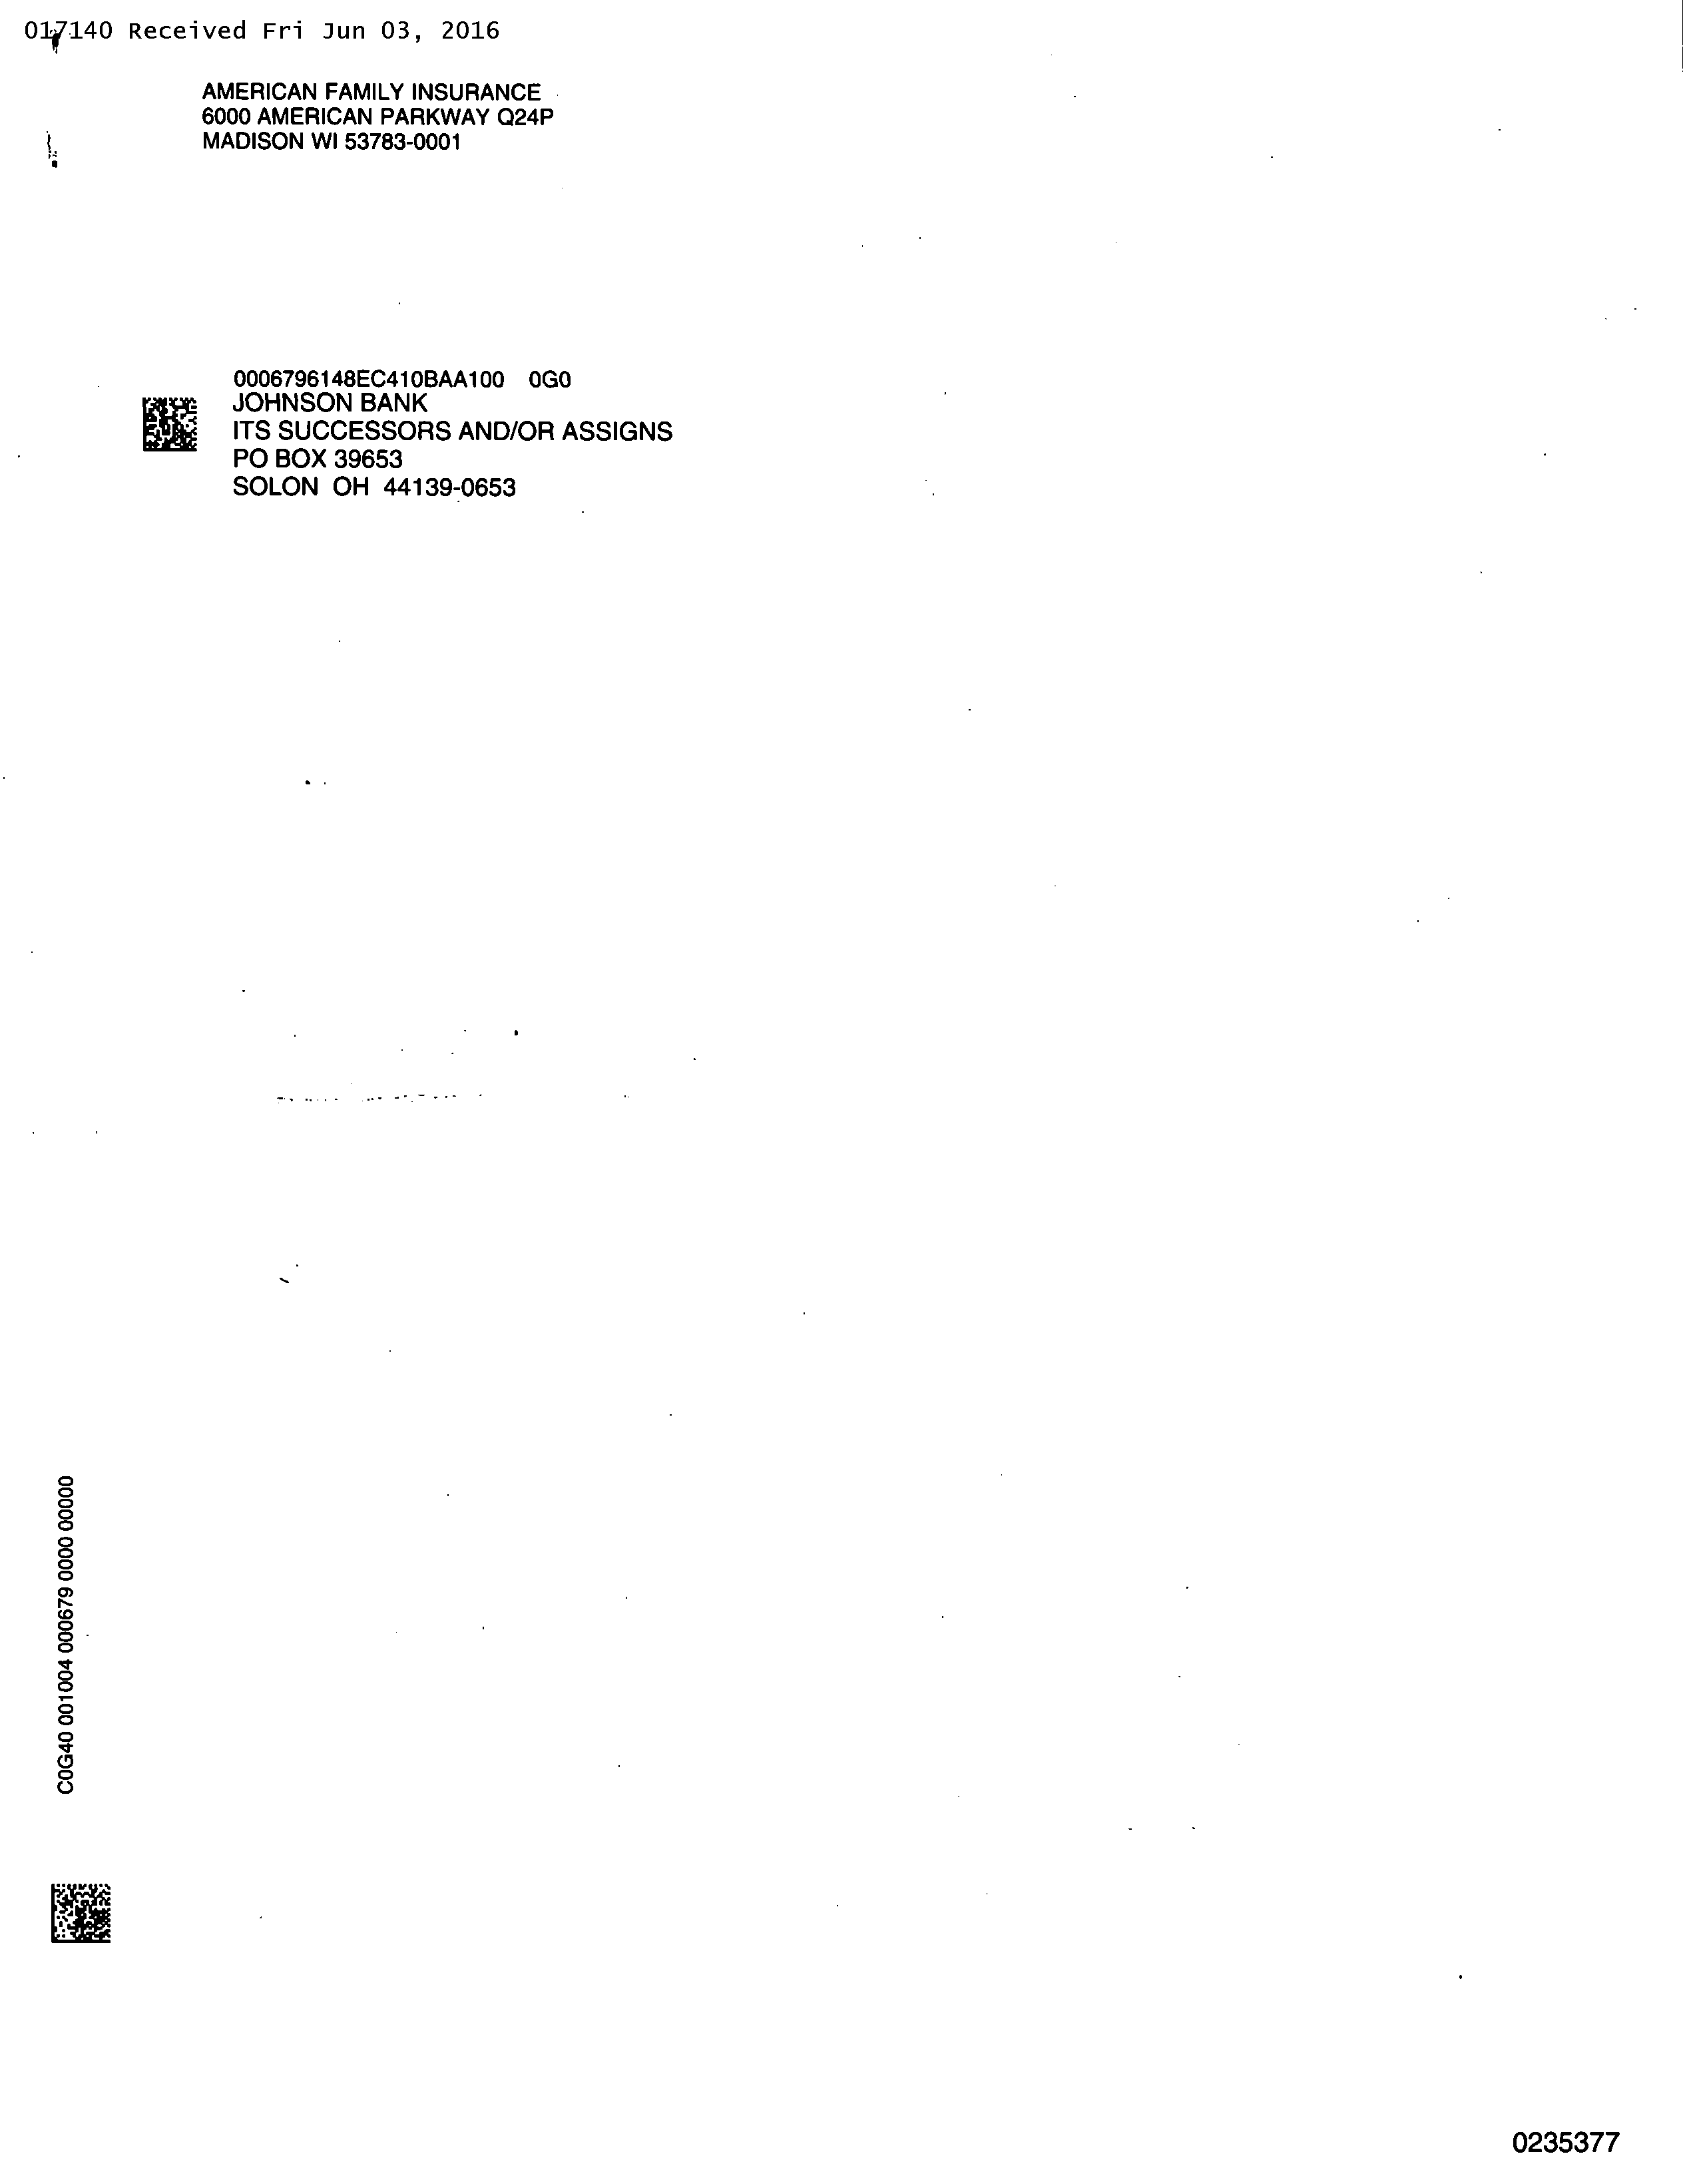 017140 Received Fri Jun 03, 2016
AMERICAN FAMILY INSURANCE
6000 AMERICAN PARKWAY Q24P
MADISON WI 53783-0001
0006796148EC410BAA100 0G0
JOHNSON BANK
ITS SUCCESSORS AND/OR ASSIGNS
PO BOX 39653
SOLON OH 44139-0653
C0G40 001004 000679 0000 00000
0235377